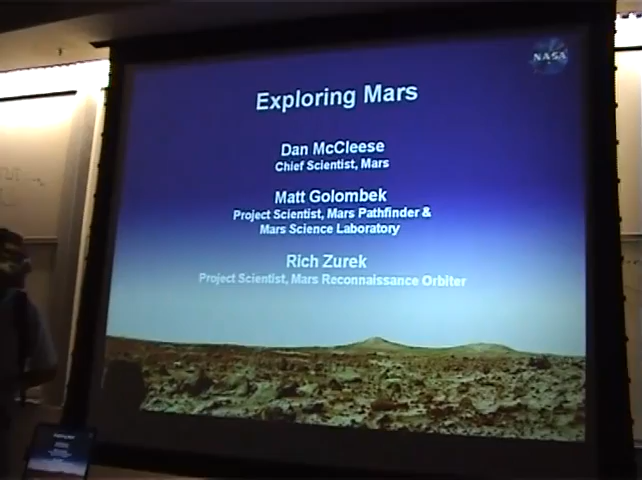 NASA
Exploring Mars
Dan McCleese
Chief Scientist, Mars
Matt Golombek
Project Scientist, Mars Pathfinder &
Mars Science Laboratory
Rich Zurek
Project Scientist, Mars Reconnaissance Orbiter